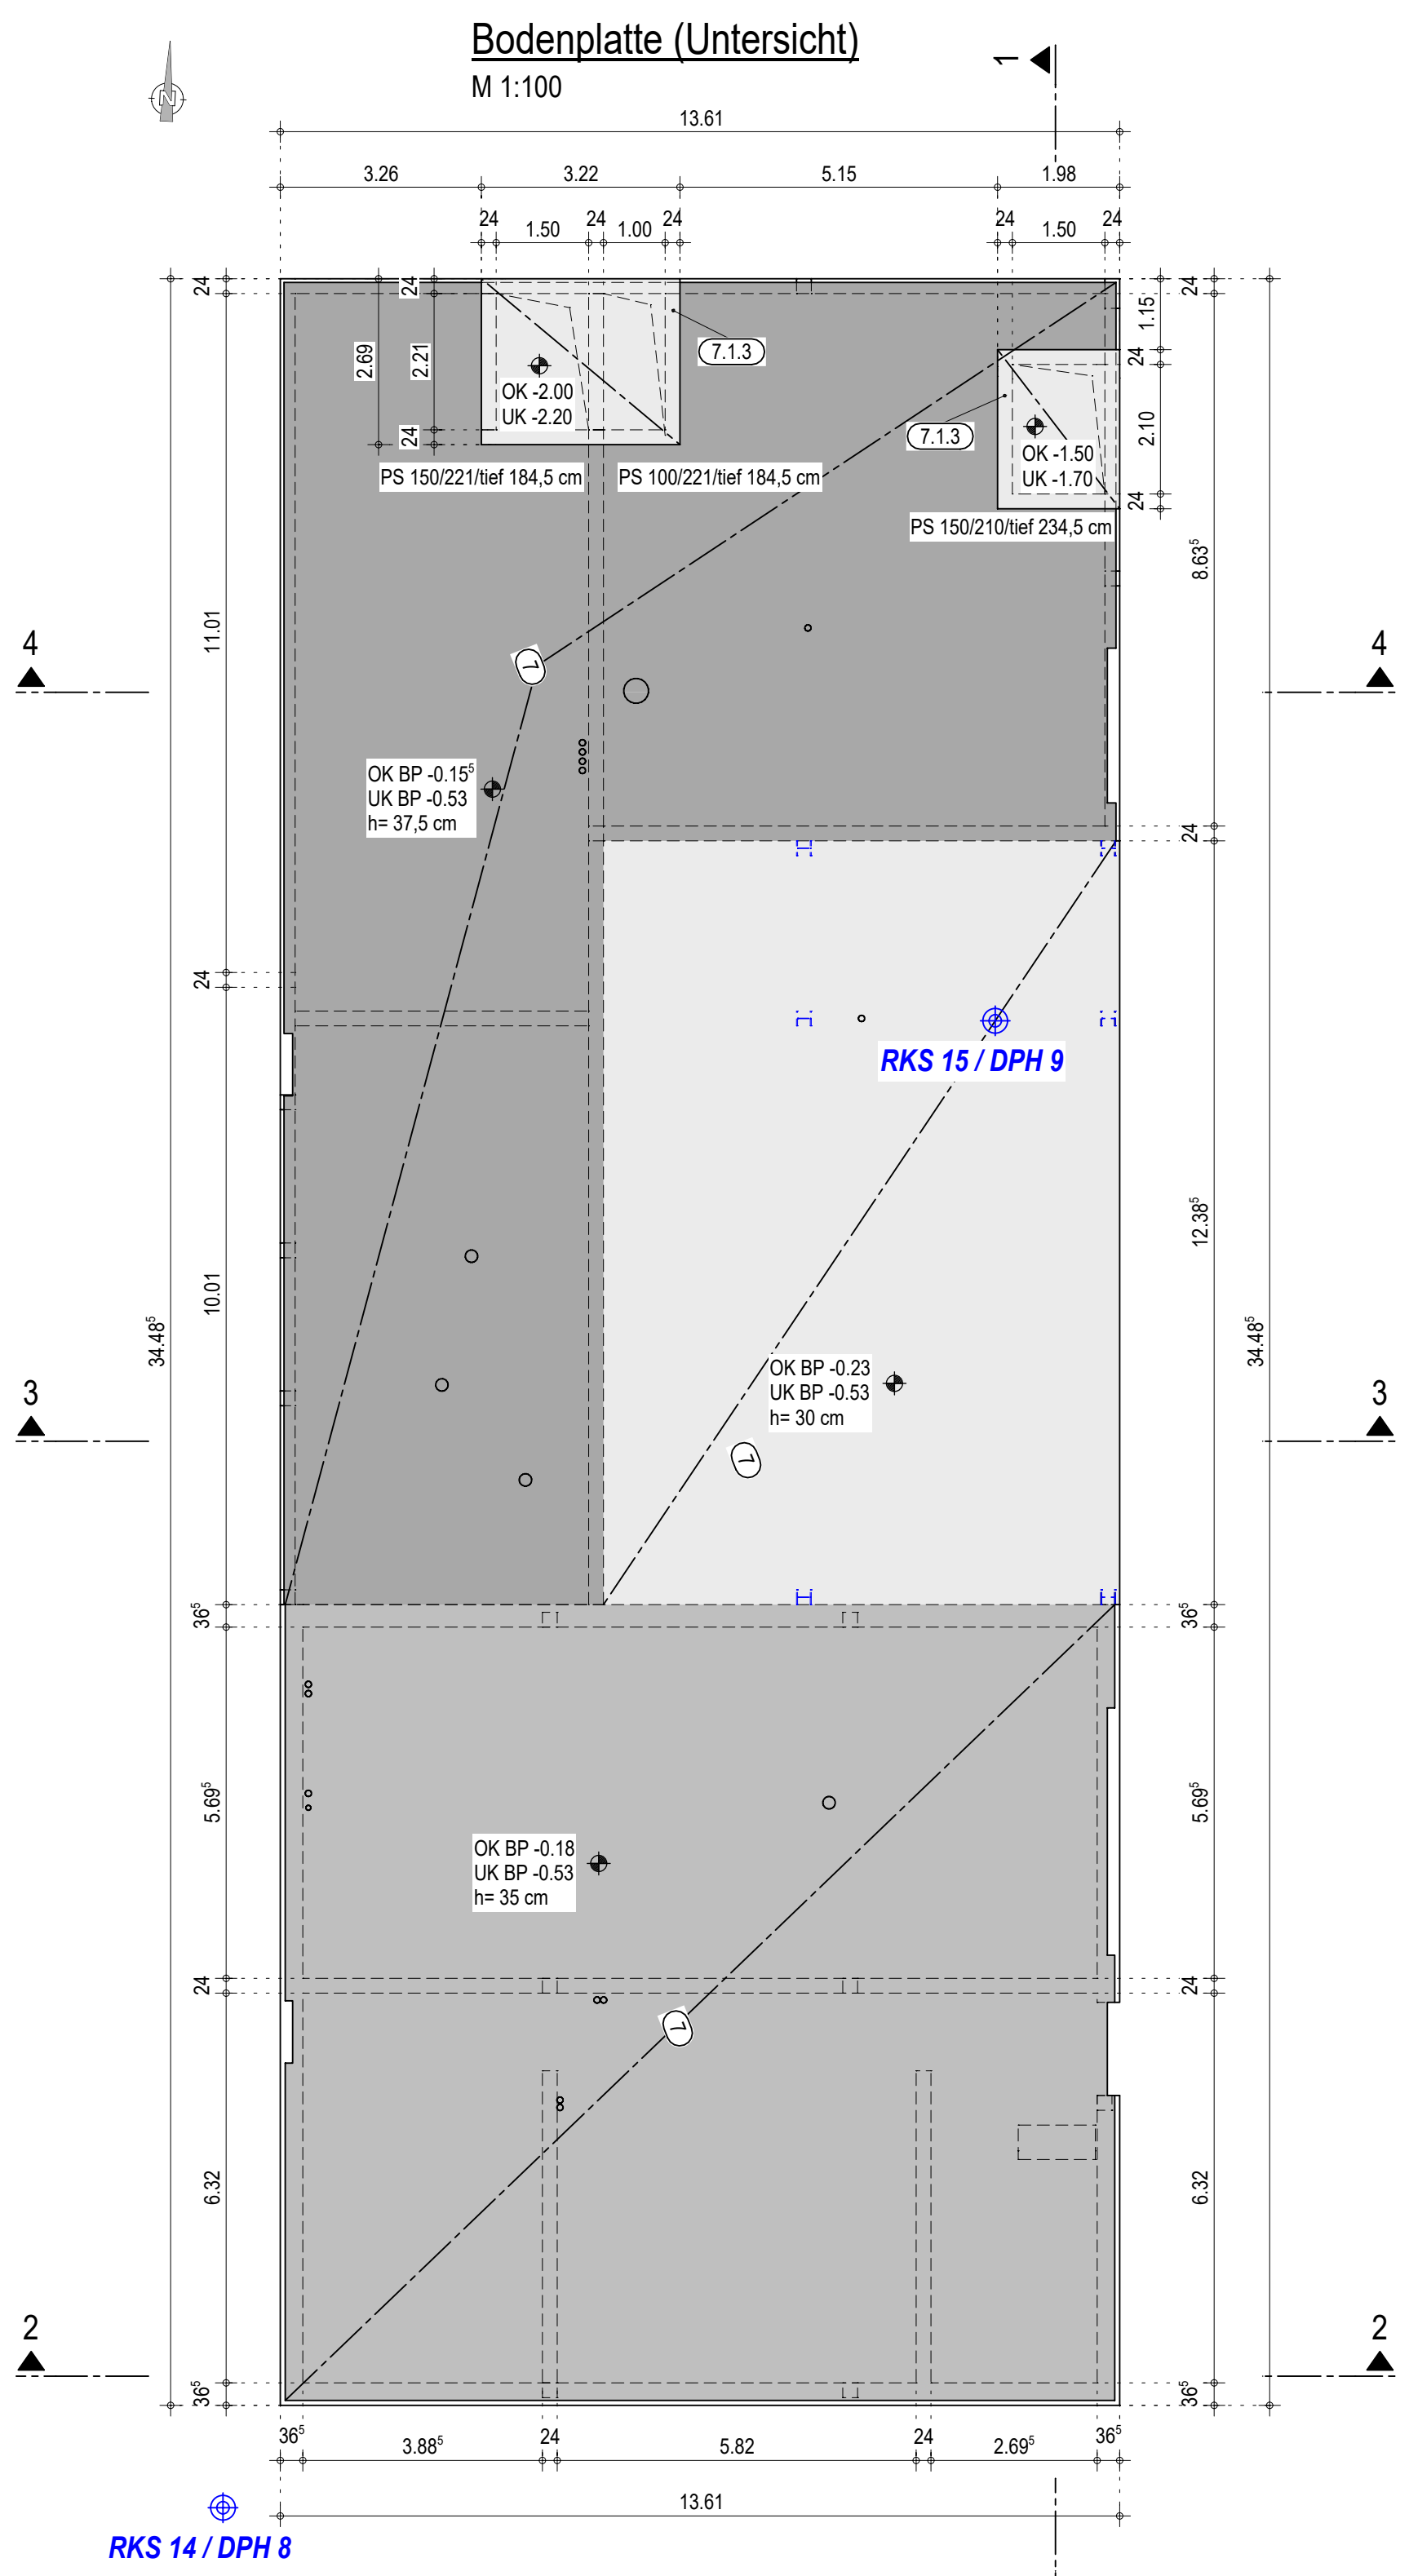 Bodenplatte (Untersicht)
M 1:100
N
1
13.61
3.26
3.22
5.15
1.98
24
1.50
24
1.00
24
24
1.50
24
24
24
2.69
2.21
24
7.1.3
OK -2.00
UK -2.20
PS 150/221/tief 184,5 cm
PS 100/221/tief 184,5 cm
24
1.15
24
7.1.3
OK -1.50
UK -1.70
2.10
24
PS 150/210/tief 234,5 cm
8.63⁵
11.01
4
4
7
OK BP -0.15⁵
UK BP -0.53
h= 37,5 cm
24
24
RKS 15 / DPH 9
12.38⁵
10.01
34.48⁵
34.48⁵
3
3
OK BP -0.23
UK BP -0.53
h= 30 cm
7
36⁵
36⁵
5.69⁵
5.69⁵
OK BP -0.18
UK BP -0.53
h= 35 cm
24
24
7
6.32
6.32
2
2
36⁵
36⁵
36⁵
3.88⁵
24
5.82
24
2.69⁵
36⁵
13.61
RKS 14 / DPH 8